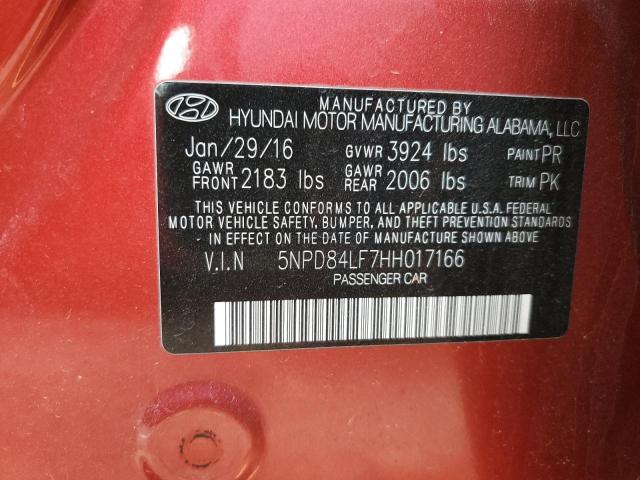 MANUFACTURED BY
HYUNDAI MOTOR MANUFACTURING ALABAMA, LLC
Jan/29/16 GVWR 3924 lbs PAINT PR
GAWR FRONT 2183 lbs GAWR REAR 2006 lbs TRIM PK
THIS VEHICLE CONFORMS TO ALL APPLICABLE U.S.A. FEDERAL
MOTOR VEHICLE SAFETY, BUMPER, AND THEFT PREVENTION STANDARDS
IN EFFECT ON THE DATE OF MANUFACTURE SHOWN ABOVE.
V.I.N 5NPD84LF7HH017166
PASSENGER CAR